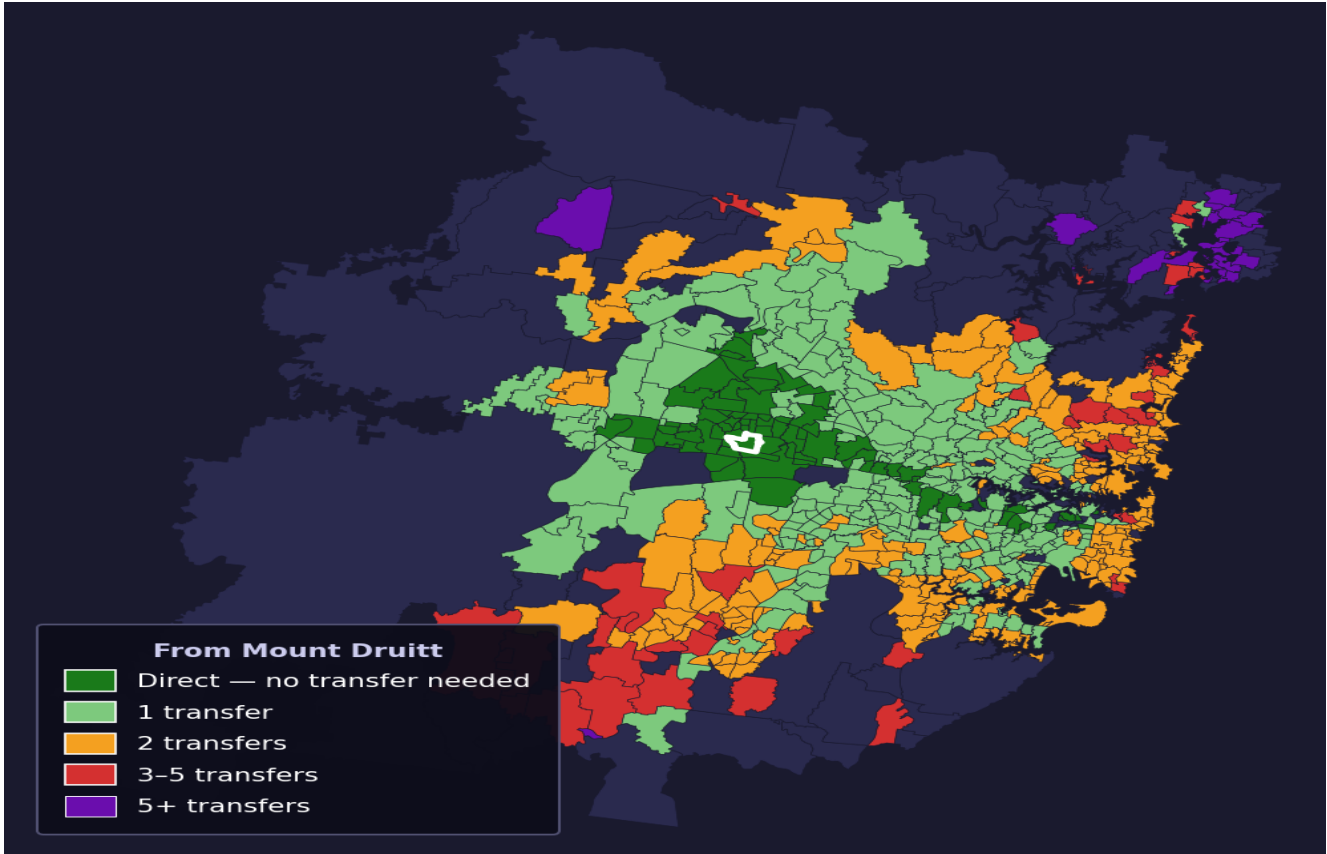 From Mount Druitt
Direct — no transfer needed
1 transfer
2 transfers
3–5 transfers
5+ transfers